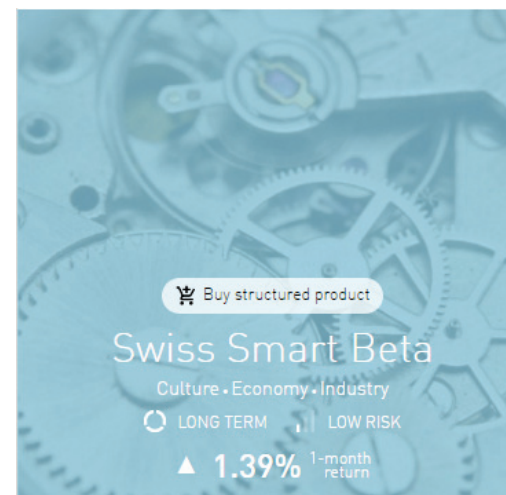 Buy structured product
Swiss Smart Beta
Culture • Economy • Industry
LONG TERM LOW RISK
▲ 1.39% 1-month return